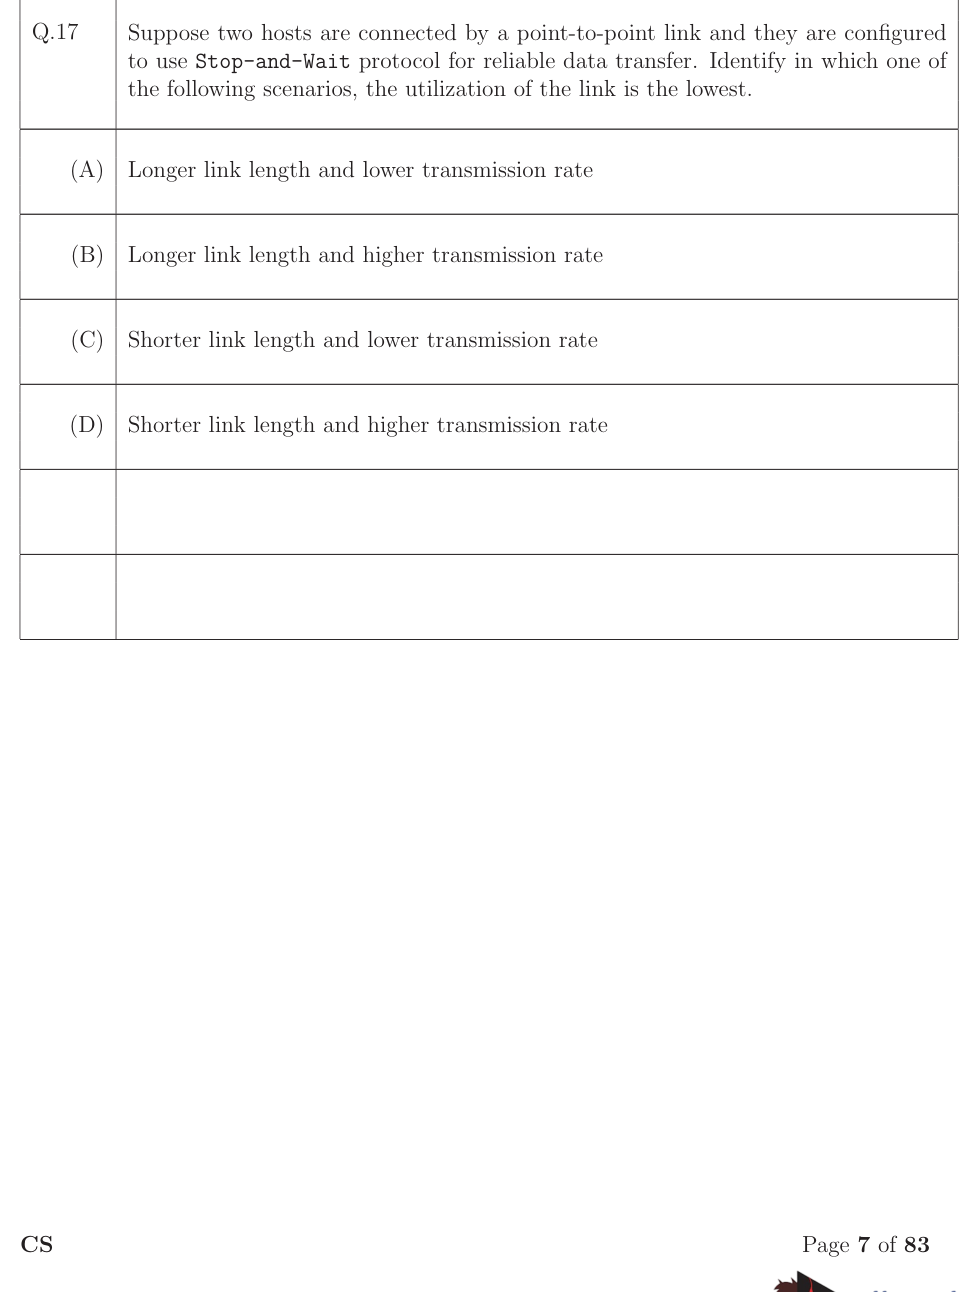 Q.17 Suppose two hosts are connected by a point-to-point link and they are configured
to use Stop-and-Wait protocol for reliable data transfer. Identify in which one of
the following scenarios, the utilization of the link is the lowest.
(A) Longer link length and lower transmission rate
(B) Longer link length and higher transmission rate
(C) Shorter link length and lower transmission rate
(D) Shorter link length and higher transmission rate
CS Page 7 of 83